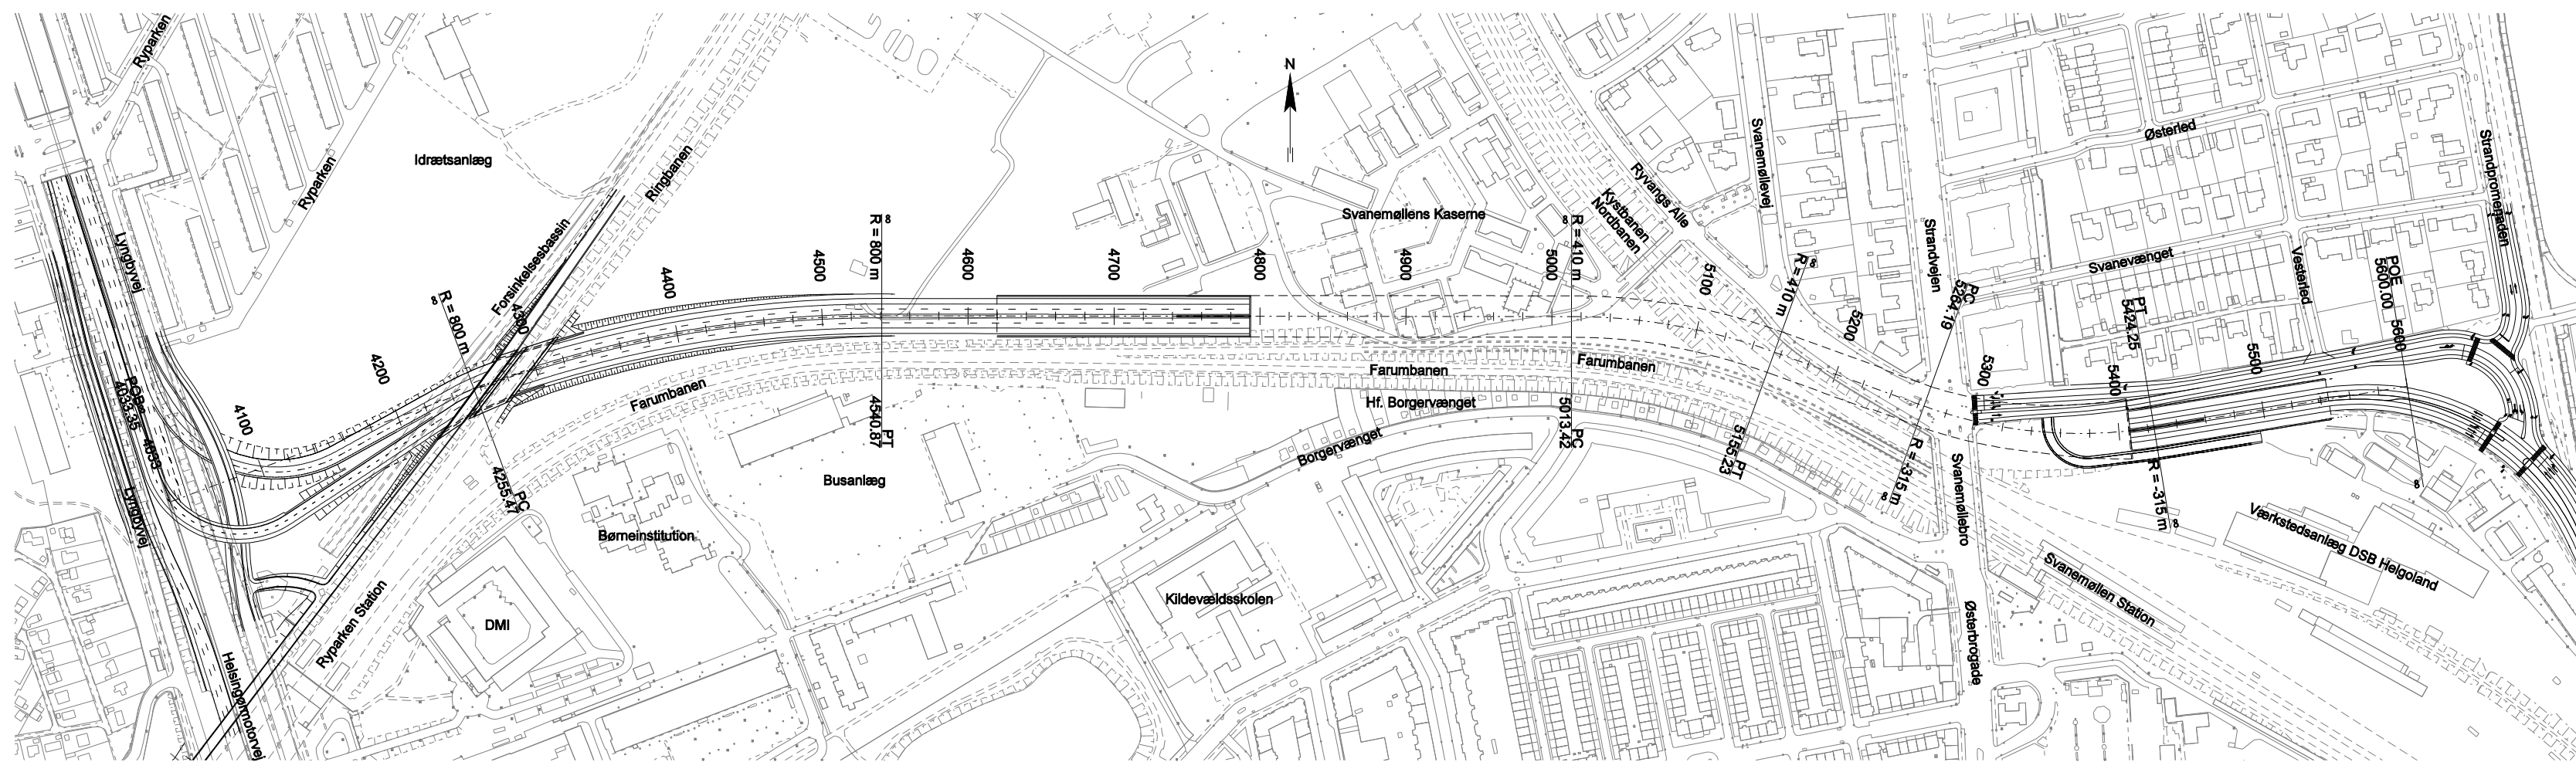 Ryparken
N
Idrætsanlæg
Ryparken
Ringbanen
Forsinkelsesbassin
Lyngbyvej
Svanemøllens Kaserne
Kystbanen
Nordbanen
Ryvangs Alle
Svanemøllevej
Strandvejen
Østerled
Strandpromenaden
Svanevænget
Vesterled
R = 800 m
R = 800 m
R = 410 m
R = 410 m
PC
5264.19
PT
5424.25
POE
5600.00
4033
4100
4200
4300
4400
4500
4600
4700
4800
4900
5000
5100
5200
5300
5400
5500
5600
POB
4033.35
PC
4255.47
PT
4540.87
PC
5013.42
PT
5155.23
R = -315 m
R = -315 m
Farumbanen
Farumbanen
Farumbanen
Hf. Borgervænget
Borgervænget
Busanlæg
Børneinstitution
Lyngbyvej
Ryparken Station
DMI
Helsingørmotorvej
Kildevældsskolen
Svanemøllebro
Østerbrogade
Svanemøllen Station
Værkstedsanlæg DSB Helgoland